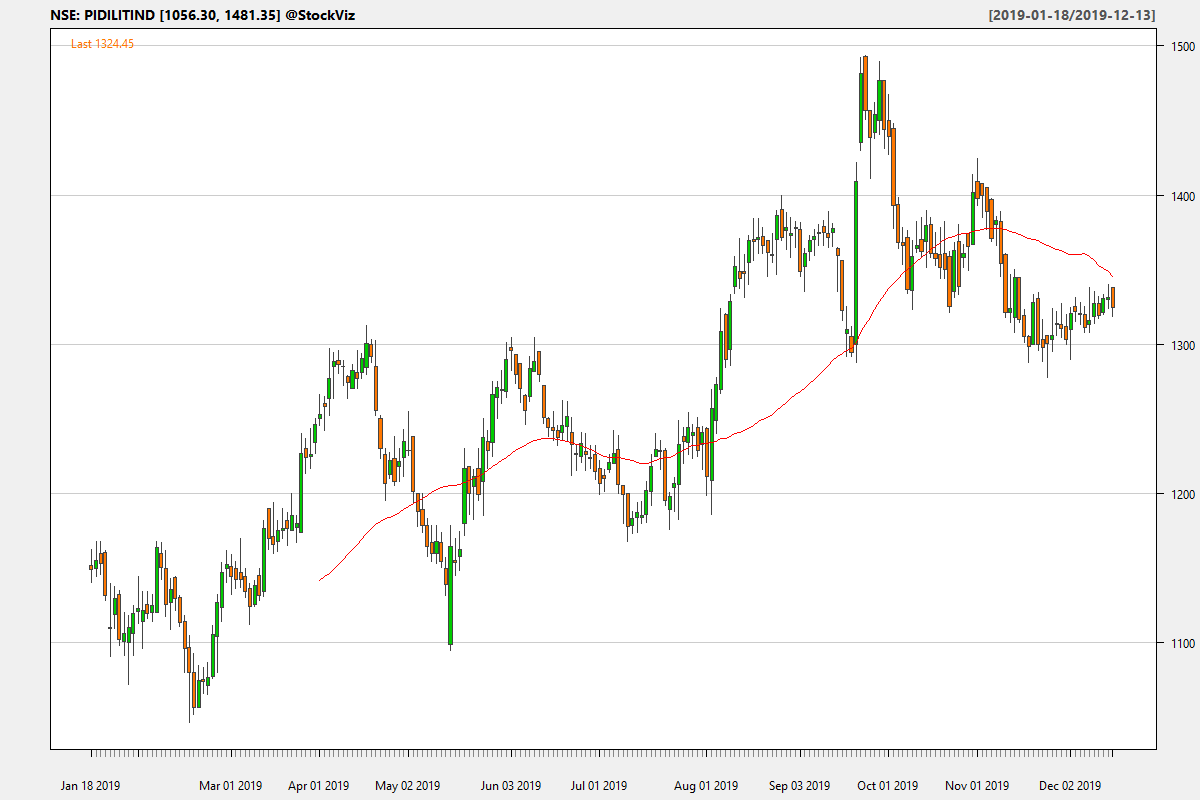 NSE: PIDILITIND [1056.30, 1481.35] @StockViz
[2019-01-18/2019-12-13]
Last 1324.45
1500
1400
1300
1200
1100
Jan 18 2019
Mar 01 2019
Apr 01 2019
May 02 2019
Jun 03 2019
Jul 01 2019
Aug 01 2019
Sep 03 2019
Oct 01 2019
Nov 01 2019
Dec 02 2019